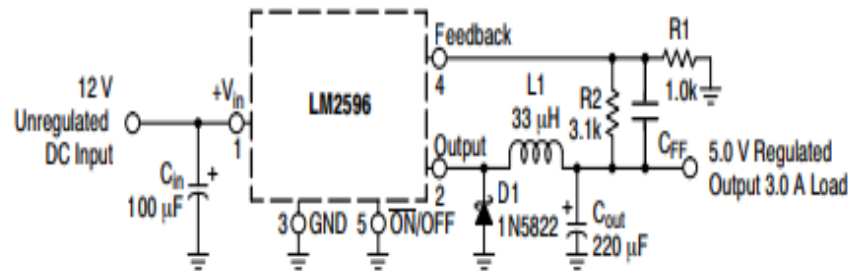 12 V
Unregulated
DC Input
+Vin
1
Cin
+
100 µF
LM2596
3 GND
5 ON/OFF
Feedback
4
Output
2
L1
33 µH
D1
1N5822
R2
3.1k
R1
1.0k
CFF
+
Cout
220 µF
5.0 V Regulated
Output 3.0 A Load